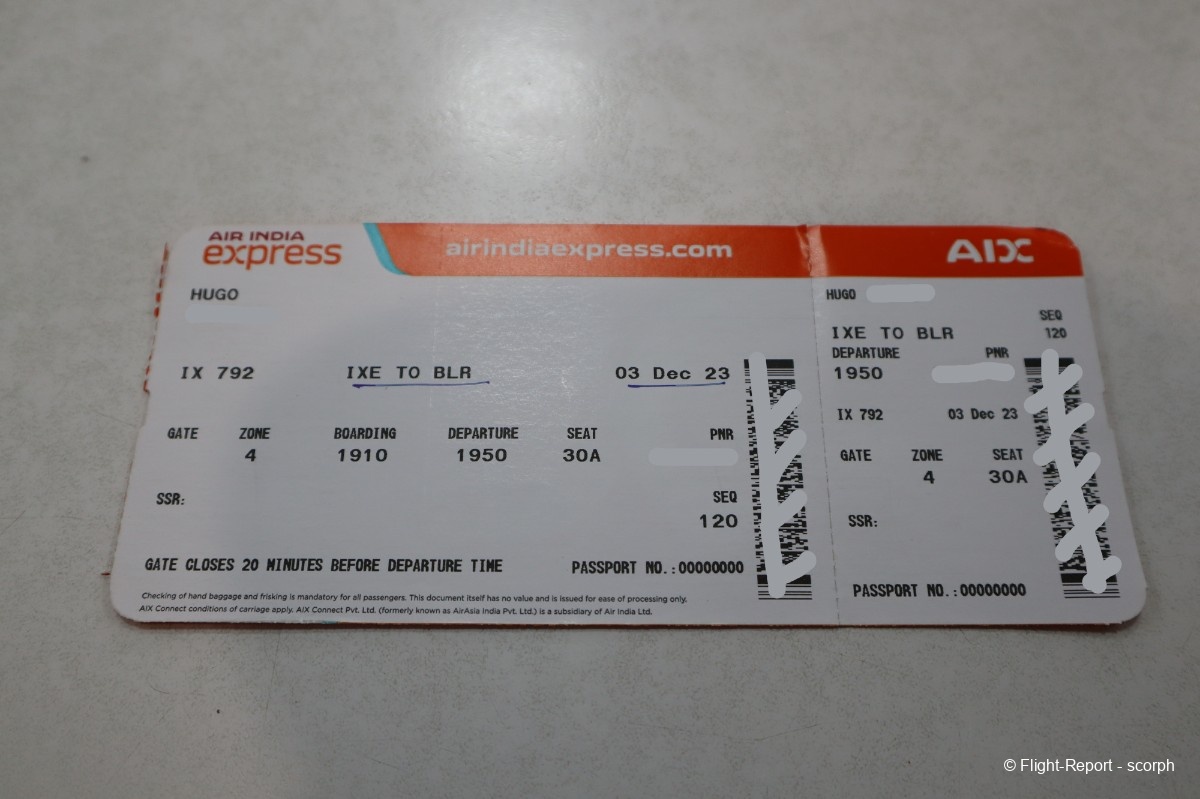 AIR INDIA
express
airindiaexpress.com
HUGO
IX 792 IXE TO BLR 03 Dec 23
GATE ZONE BOARDING DEPARTURE SEAT PNR
4 1910 1950 30A
SSR: SEQ
120
GATE CLOSES 20 MINUTES BEFORE DEPARTURE TIME PASSPORT NO.:00000000
Checking of hand baggage and frisking is mandatory for all passengers. This document itself has no value and is issued for ease of processing only.
AIX Connect conditions of carriage apply. AIX Connect Pvt. Ltd. (formerly known as AirAsia India Pvt. Ltd.) is a subsidiary of Air India Ltd.
AIX
HUGO
SEQ
IXE TO BLR 120
DEPARTURE PNR
1950
IX 792 03 Dec 23
GATE ZONE SEAT
4 30A
SSR:
PASSPORT NO.:00000000
© Flight-Report - scorph